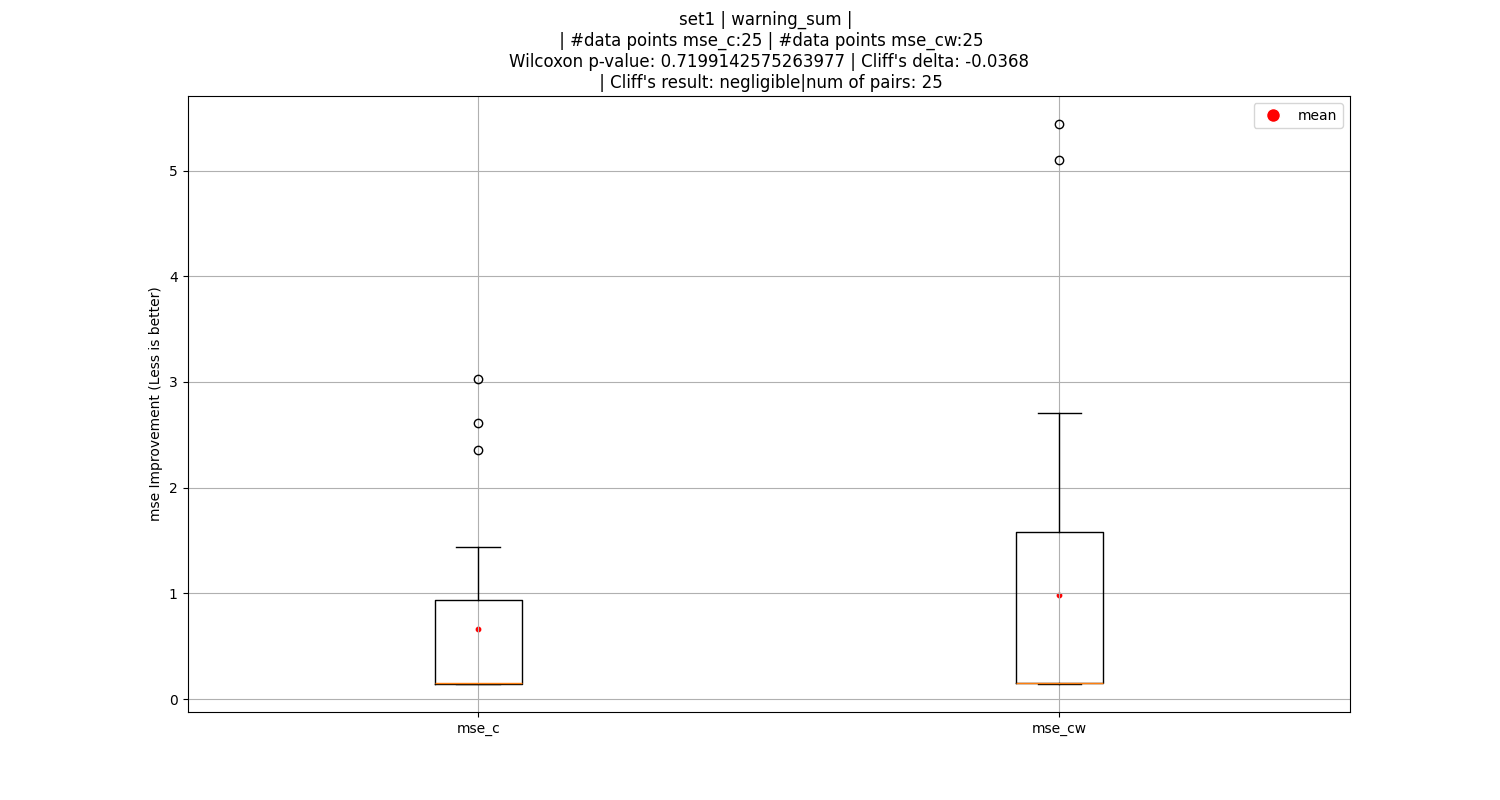 set1 | warning_sum |
| #data points mse_c:25 | #data points mse_cw:25
Wilcoxon p-value: 0.7199142575263977 | Cliff's delta: -0.0368
| Cliff's result: negligible|num of pairs: 25
mean
mse Improvement (Less is better)
5
4
3
2
1
0
mse_c
mse_cw